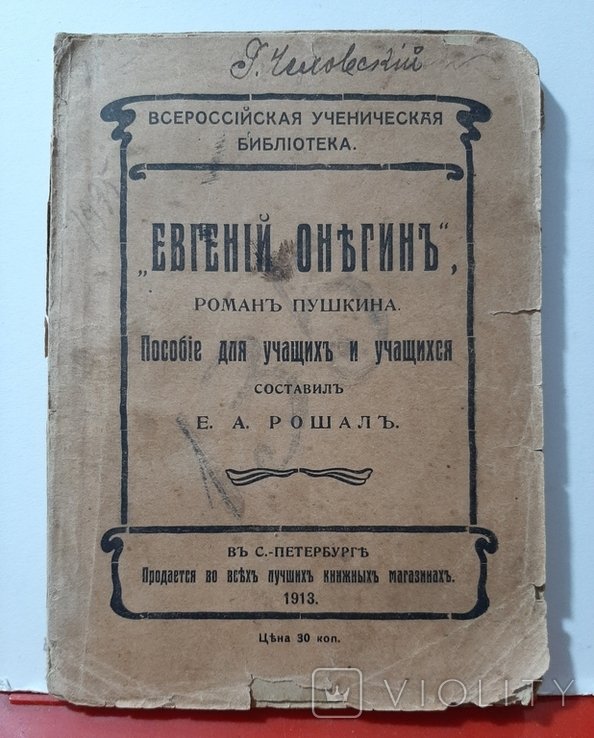 Г. Чеповскій
ВСЕРОССІЙСКАЯ УЧЕНИЧЕСКАЯ
БИБЛІОТЕКА.
„ЕВГЕНІЙ ОНѢГИНЪ“,
РОМАНЪ ПУШКИНА.
Пособіе для учащихъ и учащихся
СОСТАВИЛЪ
Е. А. РОШАЛЪ.
ВЪ С.-ПЕТЕРБУРГѢ
Продается во всѣхъ лучшихъ книжныхъ магазинахъ.
1913.
Цѣна 30 коп.
VIOLITY